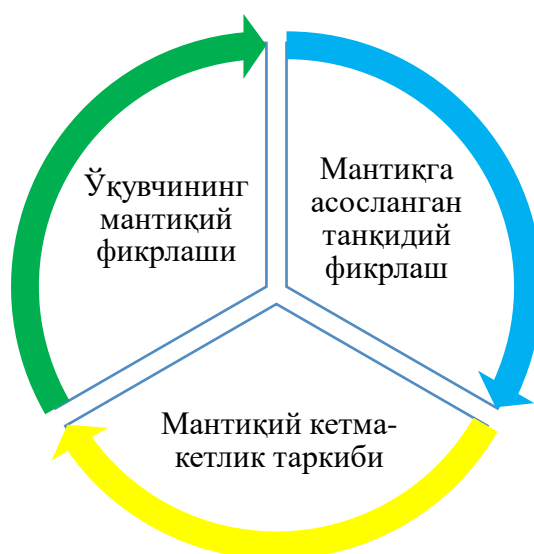 Ўқувчининг
мантиқий
фикрлаши
Мантиқга
асосланган
танқидий
фикрлаш
Мантиқий кетма-
кетлик таркиби